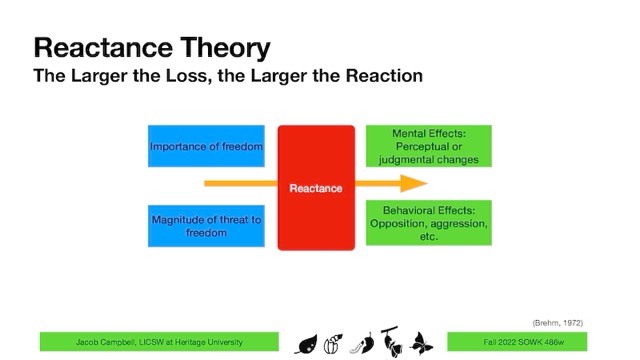 Reactance Theory
The Larger the Loss, the Larger the Reaction
Importance of freedom
Magnitude of threat to
freedom
Reactance
Mental Effects:
Perceptual or
judgmental changes
Behavioral Effects:
Opposition, aggression,
etc.
(Brehm, 1972)
Jacob Campbell, LICSW at Heritage University
Fall 2022 SOWK 486w